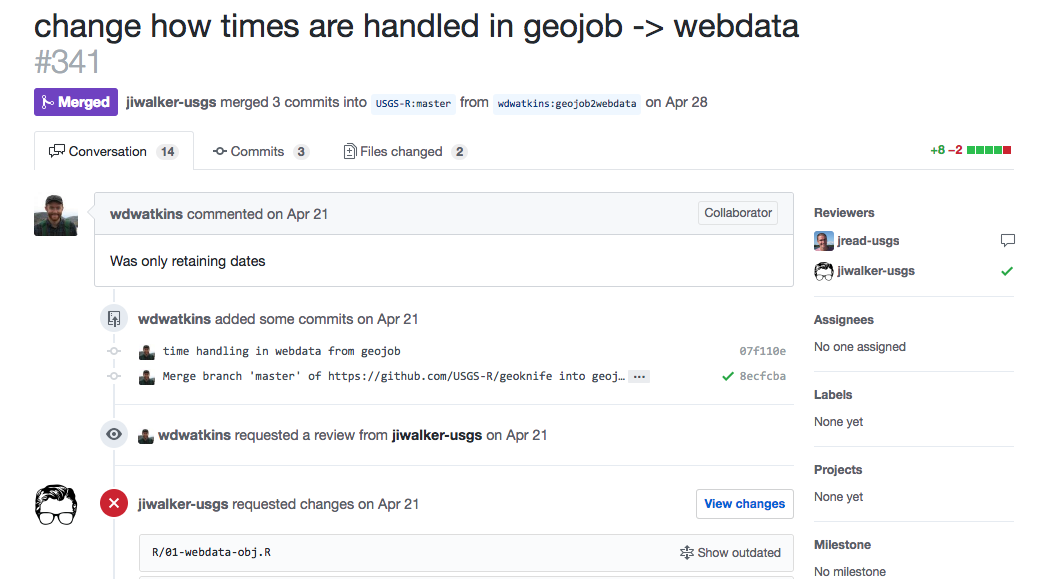 change how times are handled in geojob -> webdata
#341
Merged jiwalker-usgs merged 3 commits into USGS-R:master from wdwatkins:geojob2webdata on Apr 28
Conversation 14 Commits 3 Files changed 2 +8 −2
wdwatkins commented on Apr 21 Collaborator
Was only retaining dates
wdwatkins added some commits on Apr 21
time handling in webdata from geojob 07f110e
Merge branch 'master' of https://github.com/USGS-R/geoknife into geoj… ... 8ecfcba
wdwatkins requested a review from jiwalker-usgs on Apr 21
jiwalker-usgs requested changes on Apr 21 View changes
R/01-webdata-obj.R Show outdated
Reviewers
jread-usgs
jiwalker-usgs
Assignees
No one assigned
Labels
None yet
Projects
None yet
Milestone
No milestone